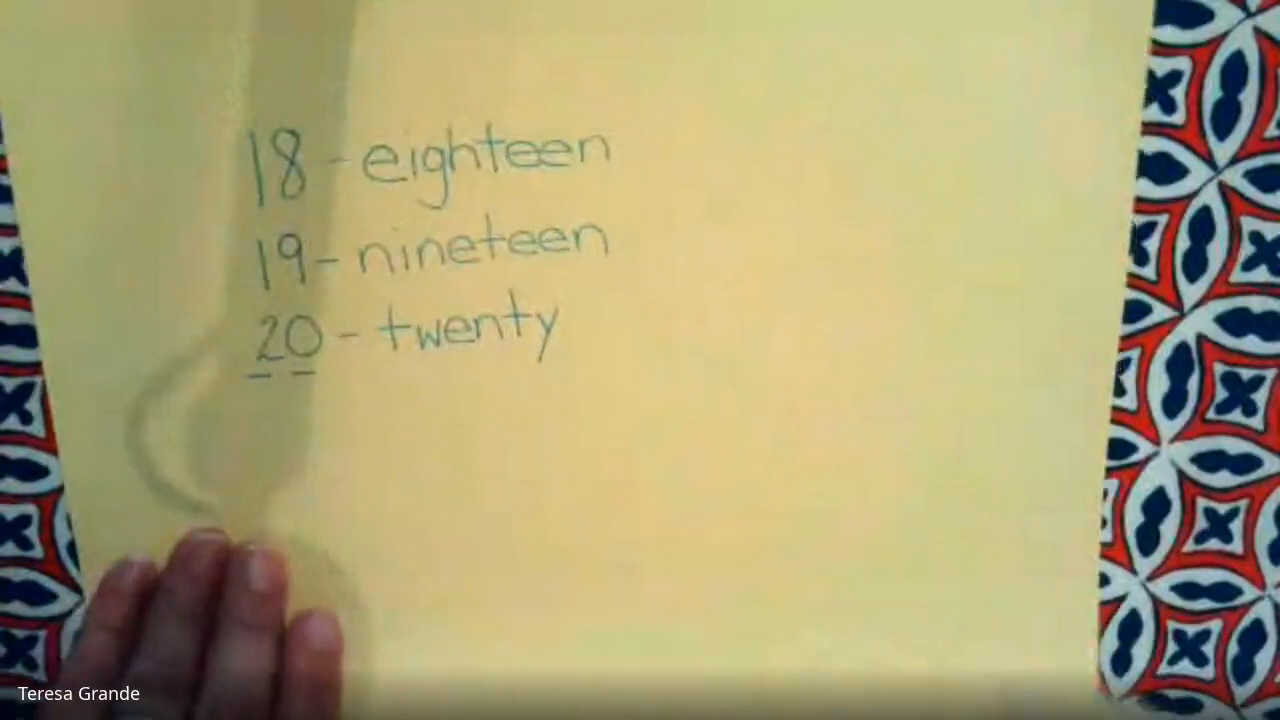 18 - eighteen
19 - nineteen
20 - twenty
Teresa Grande